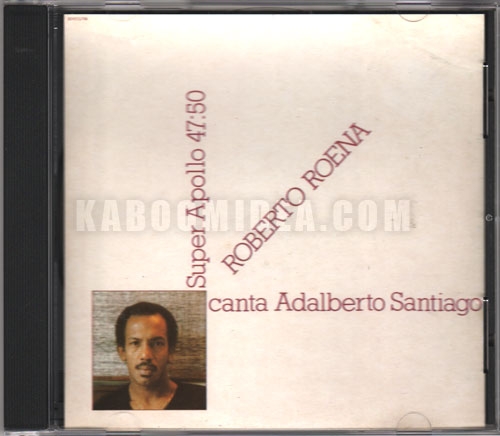 Super Apollo 47:50
ROBERTO ROENA
canta Adalberto Santiago
KABOOMIDEA.COM